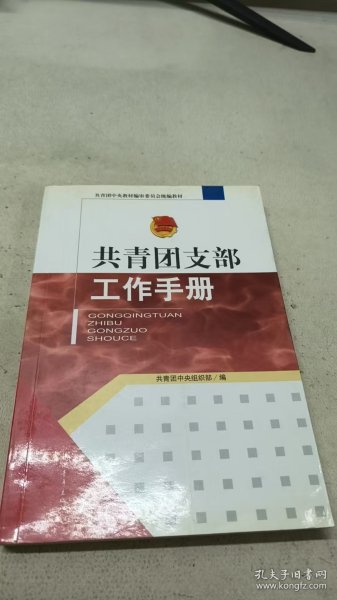 共青团中央教材编审委员会统编教材
共青团支部
工作手册
GONGQINGTUAN
ZHIBU
GONGZUO
SHOUCE
共青团中央组织部/编
孔夫子旧书网
www.kongfz.com